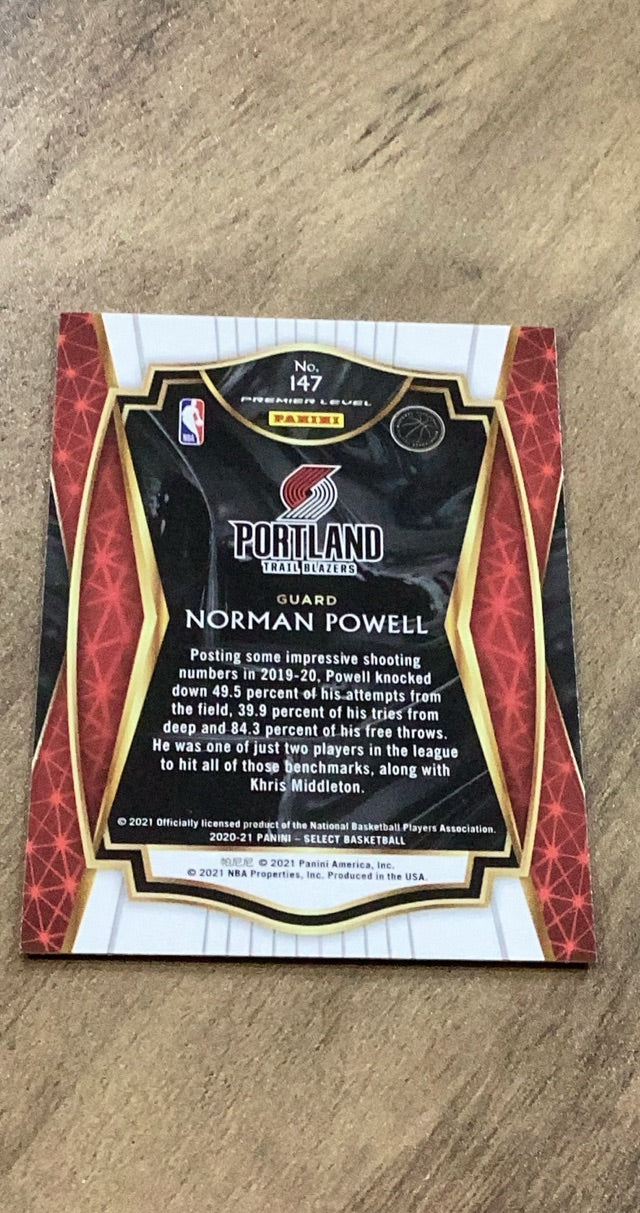 No.
147
PREMIER LEVEL
PANINI
NBA
PORTLAND
TRAIL BLAZERS
GUARD
NORMAN POWELL
Posting some impressive shooting
numbers in 2019-20, Powell knocked
down 49.5 percent of his attempts from
the field, 39.9 percent of his tries from
deep and 84.3 percent of his free throws.
He was one of just two players in the league
to hit all of those benchmarks, along with
Khris Middleton.
© 2021 Officially licensed product of the National Basketball Players Association.
2020-21 PANINI – SELECT BASKETBALL
帕尼尼 © 2021 Panini America, Inc.
© 2021 NBA Properties, Inc. Produced in the USA.